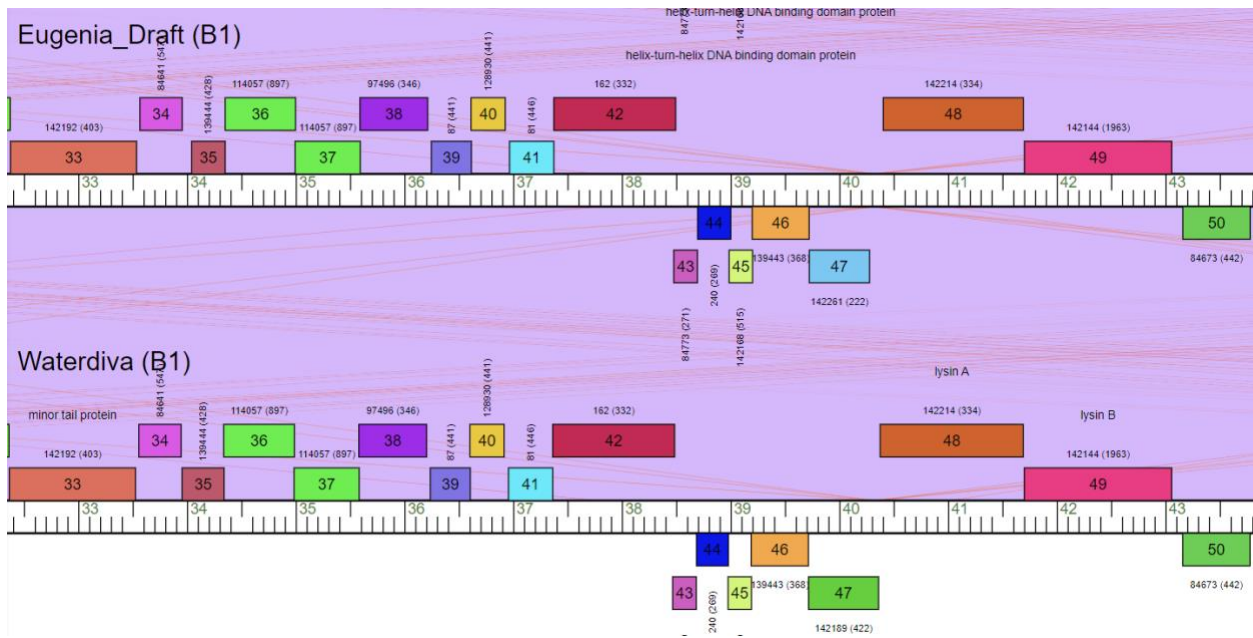 helix-turn-helix DNA binding domain protein
Eugenia_Draft (B1)
helix-turn-helix DNA binding domain protein
84641 (547)
139444 (428)
114057 (897)
97496 (346)
128930 (441)
162 (332)
142214 (334)
142192 (403)
114057 (897)
87 (441)
81 (446)
142144 (1963)
34 36 38 40 42 48
33 35 37 39 41 49
33 34 35 36 37 38 39 40 41 42 43
44 46 50
43 45 47
240 (269)
139443 (368)
84673 (442)
142261 (222)
84773 (271)
142168 (515)
Waterdiva (B1)
lysin A
minor tail protein
84641 (547)
139444 (428)
114057 (897)
97496 (346)
128930 (441)
162 (332)
142214 (334)
lysin B
142192 (403)
114057 (897)
87 (441)
81 (446)
142144 (1963)
34 36 38 40 42 48
33 35 37 39 41 49
33 34 35 36 37 38 39 40 41 42 43
44 46 50
43 45 47
240 (269)
139443 (368)
84673 (442)
142189 (422)